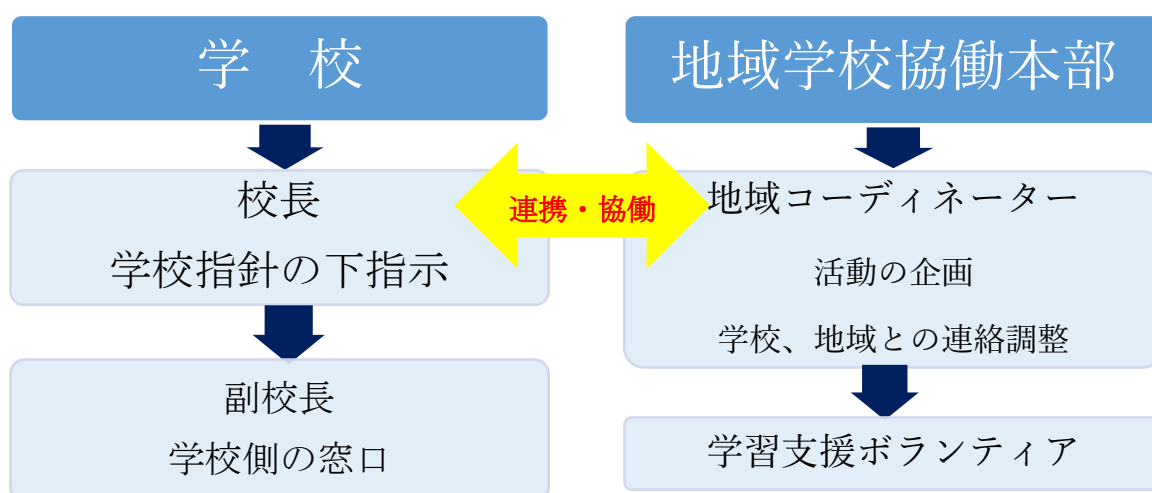 学　校
校長
学校指針の下指示
副校長
学校側の窓口
連携・協働
地域学校協働本部
地域コーディネーター
活動の企画
学校、地域との連絡調整
学習支援ボランティア